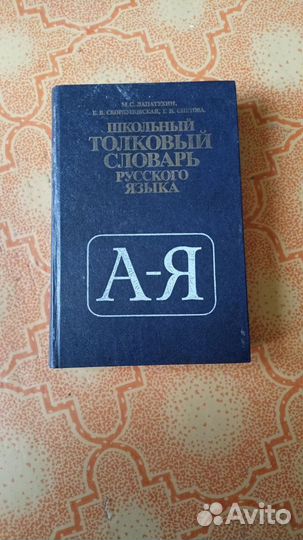 М. С. ЛАПАТУХИН,
Е. В. СКОРЛУПОВСКАЯ, Г. П. СНЕТОВА
ШКОЛЬНЫЙ
ТОЛКОВЫЙ
СЛОВАРЬ
РУССКОГО
ЯЗЫКА
А-Я
Avito